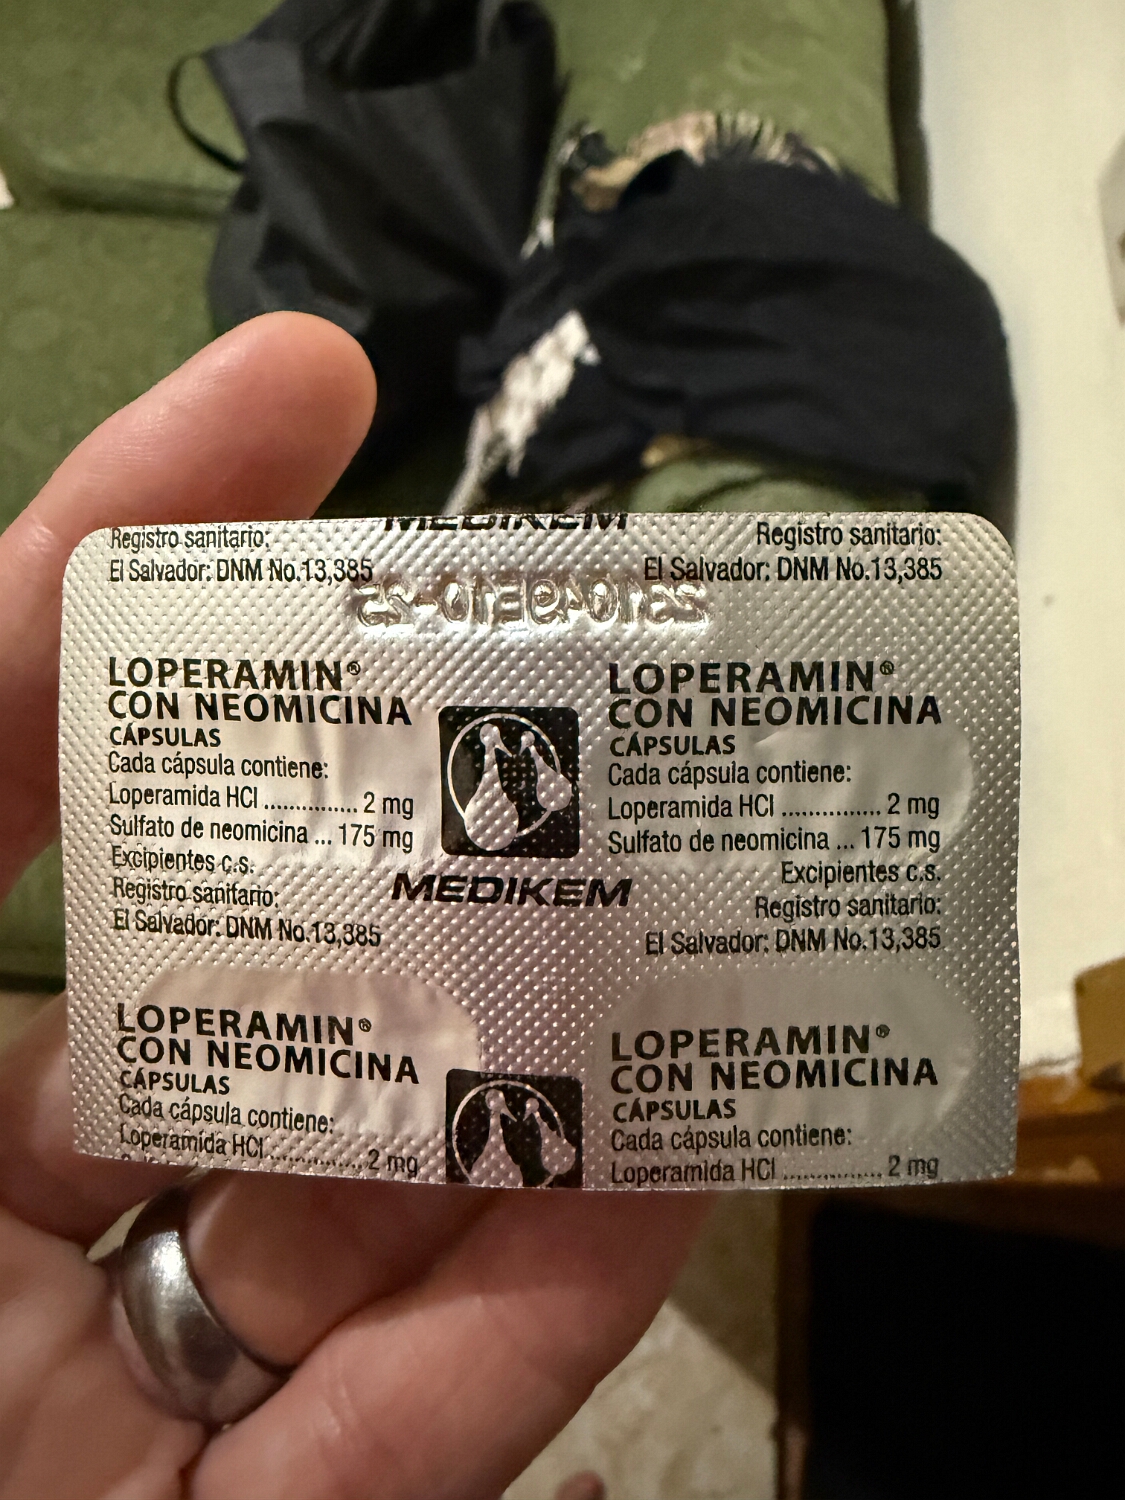 MEDIKEM
Registro sanitario:
El Salvador: DNM No.13,385
Registro sanitario:
El Salvador: DNM No.13,385
LOPERAMIN®
CON NEOMICINA
CÁPSULAS
Cada cápsula contiene:
Loperamida HCl ............... 2 mg
Sulfato de neomicina ... 175 mg
Excipientes c.s.
Registro sanitario:
El Salvador: DNM No.13,385
MEDIKEM
LOPERAMIN®
CON NEOMICINA
CÁPSULAS
Cada cápsula contiene:
Loperamida HCl ............... 2 mg
Sulfato de neomicina ... 175 mg
Excipientes c.s.
Registro sanitario:
El Salvador: DNM No.13,385
LOPERAMIN®
CON NEOMICINA
CÁPSULAS
Cada cápsula contiene:
Loperamida HCl ............... 2 mg
LOPERAMIN®
CON NEOMICINA
CÁPSULAS
Cada cápsula contiene:
Loperamida HCl ............... 2 mg